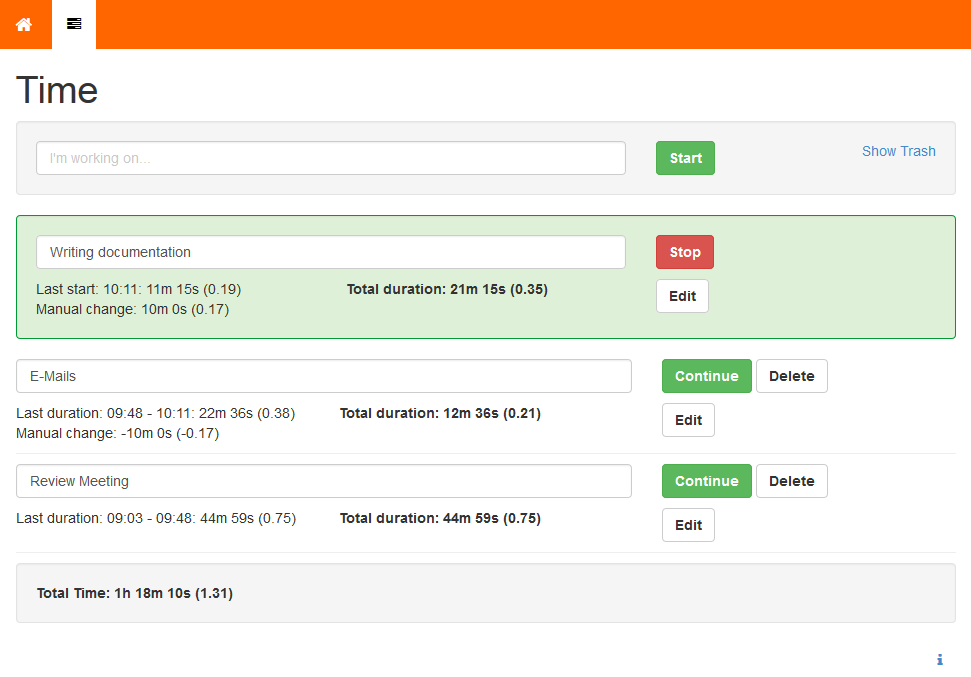 Time
I'm working on...
Start
Show Trash
Writing documentation
Stop
Last start: 10:11: 11m 15s (0.19)
Total duration: 21m 15s (0.35)
Edit
Manual change: 10m 0s (0.17)
E-Mails
Continue
Delete
Last duration: 09:48 - 10:11: 22m 36s (0.38)
Total duration: 12m 36s (0.21)
Edit
Manual change: -10m 0s (-0.17)
Review Meeting
Continue
Delete
Last duration: 09:03 - 09:48: 44m 59s (0.75)
Total duration: 44m 59s (0.75)
Edit
Total Time: 1h 18m 10s (1.31)